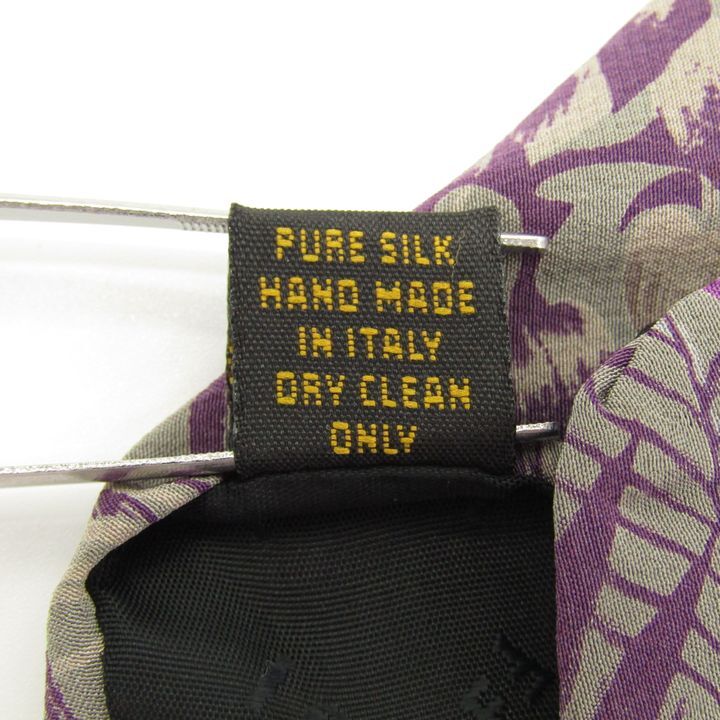 PURE SILK
HAND MADE
IN ITALY
DRY CLEAN
ONLY